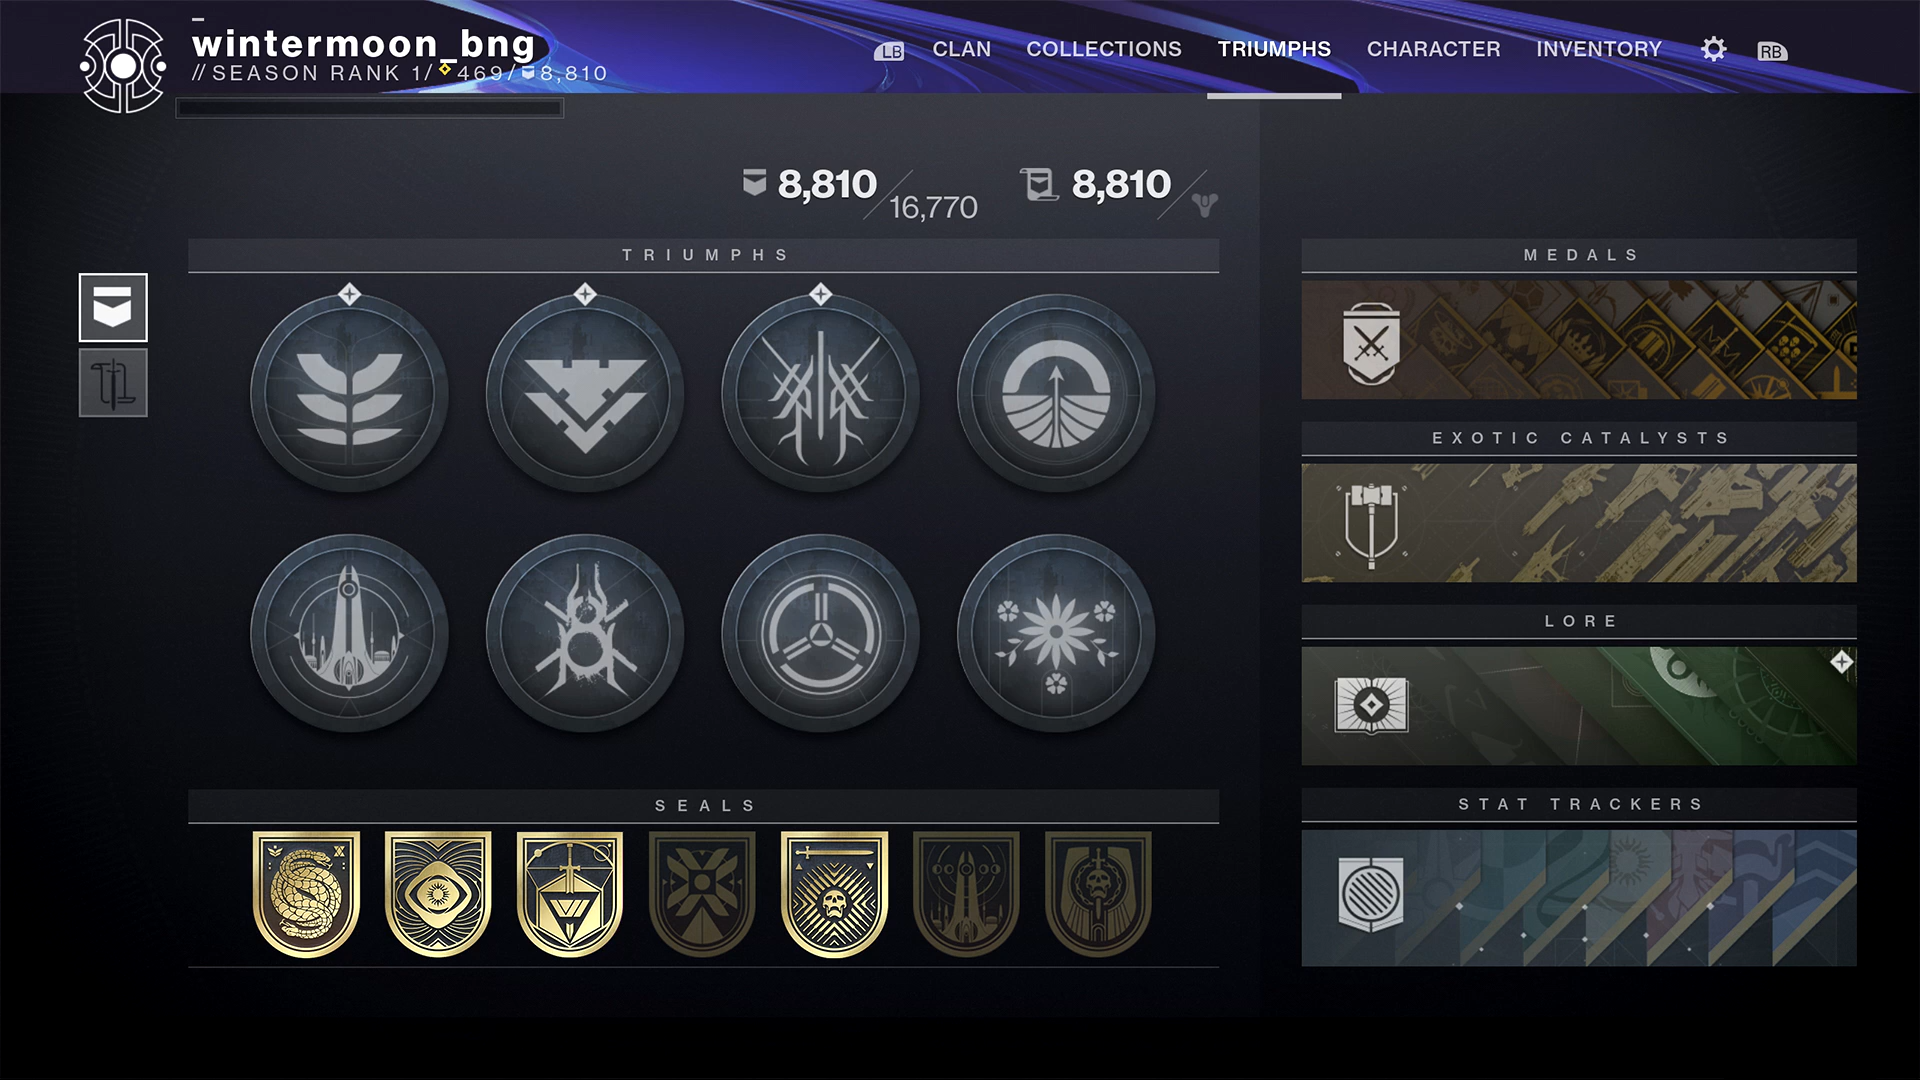 wintermoon_bng
// SEASON RANK 1/ 469/ 8,810
LB CLAN COLLECTIONS TRIUMPHS CHARACTER INVENTORY RB
8,810 / 16,770 8,810 /
TRIUMPHS
MEDALS
EXOTIC CATALYSTS
LORE
SEALS
STAT TRACKERS